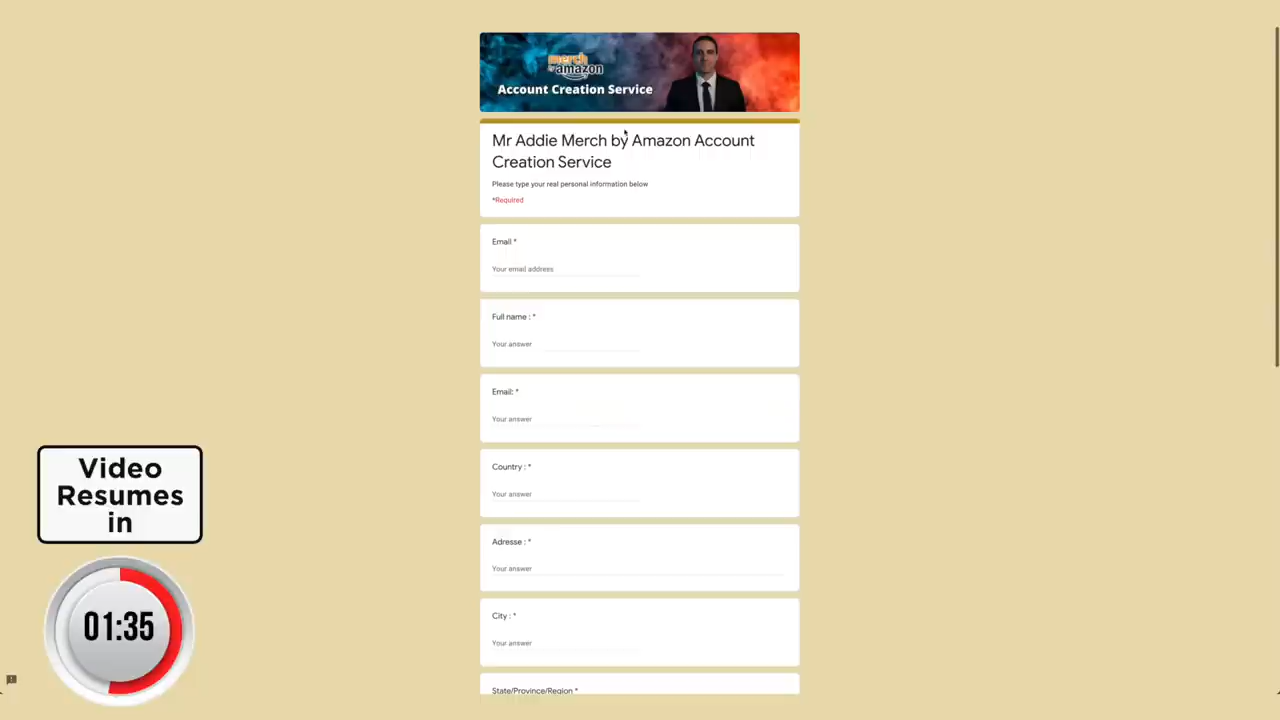 merch
by amazon
Account Creation Service
Mr Addie Merch by Amazon Account
Creation Service
Please type your real personal information below
*Required
Email *
Your email address
Full name : *
Your answer
Email: *
Your answer
Country : *
Your answer
Adresse : *
Your answer
City : *
Your answer
State/Province/Region *
Video
Resumes
in
01:35